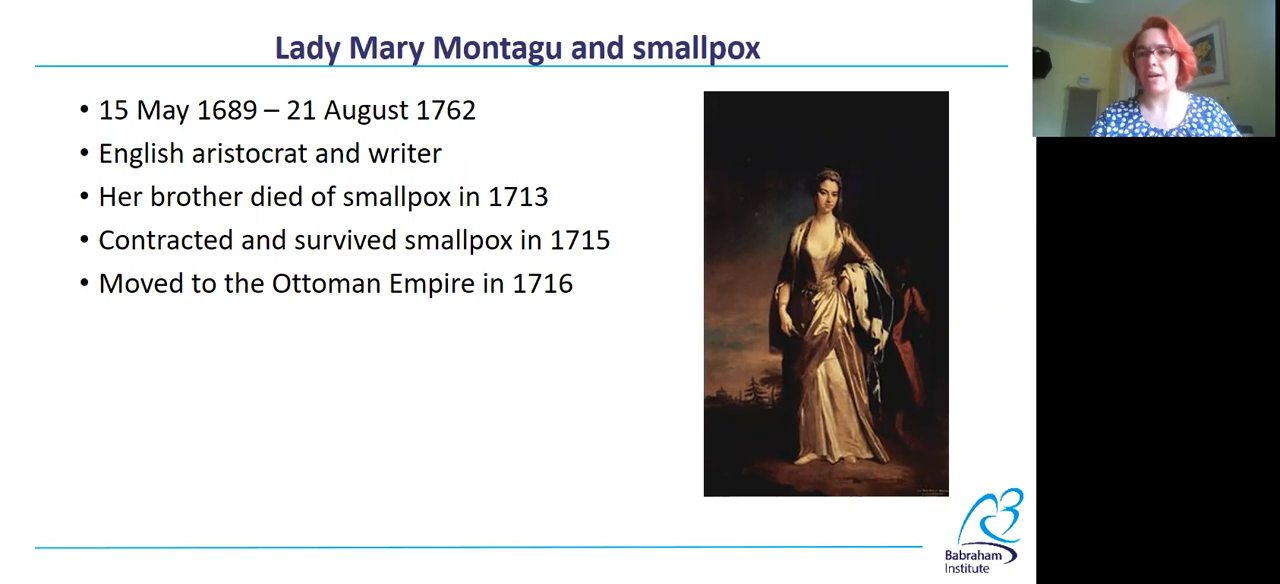 Lady Mary Montagu and smallpox
• 15 May 1689 – 21 August 1762
• English aristocrat and writer
• Her brother died of smallpox in 1713
• Contracted and survived smallpox in 1715
• Moved to the Ottoman Empire in 1716
Babraham
Institute